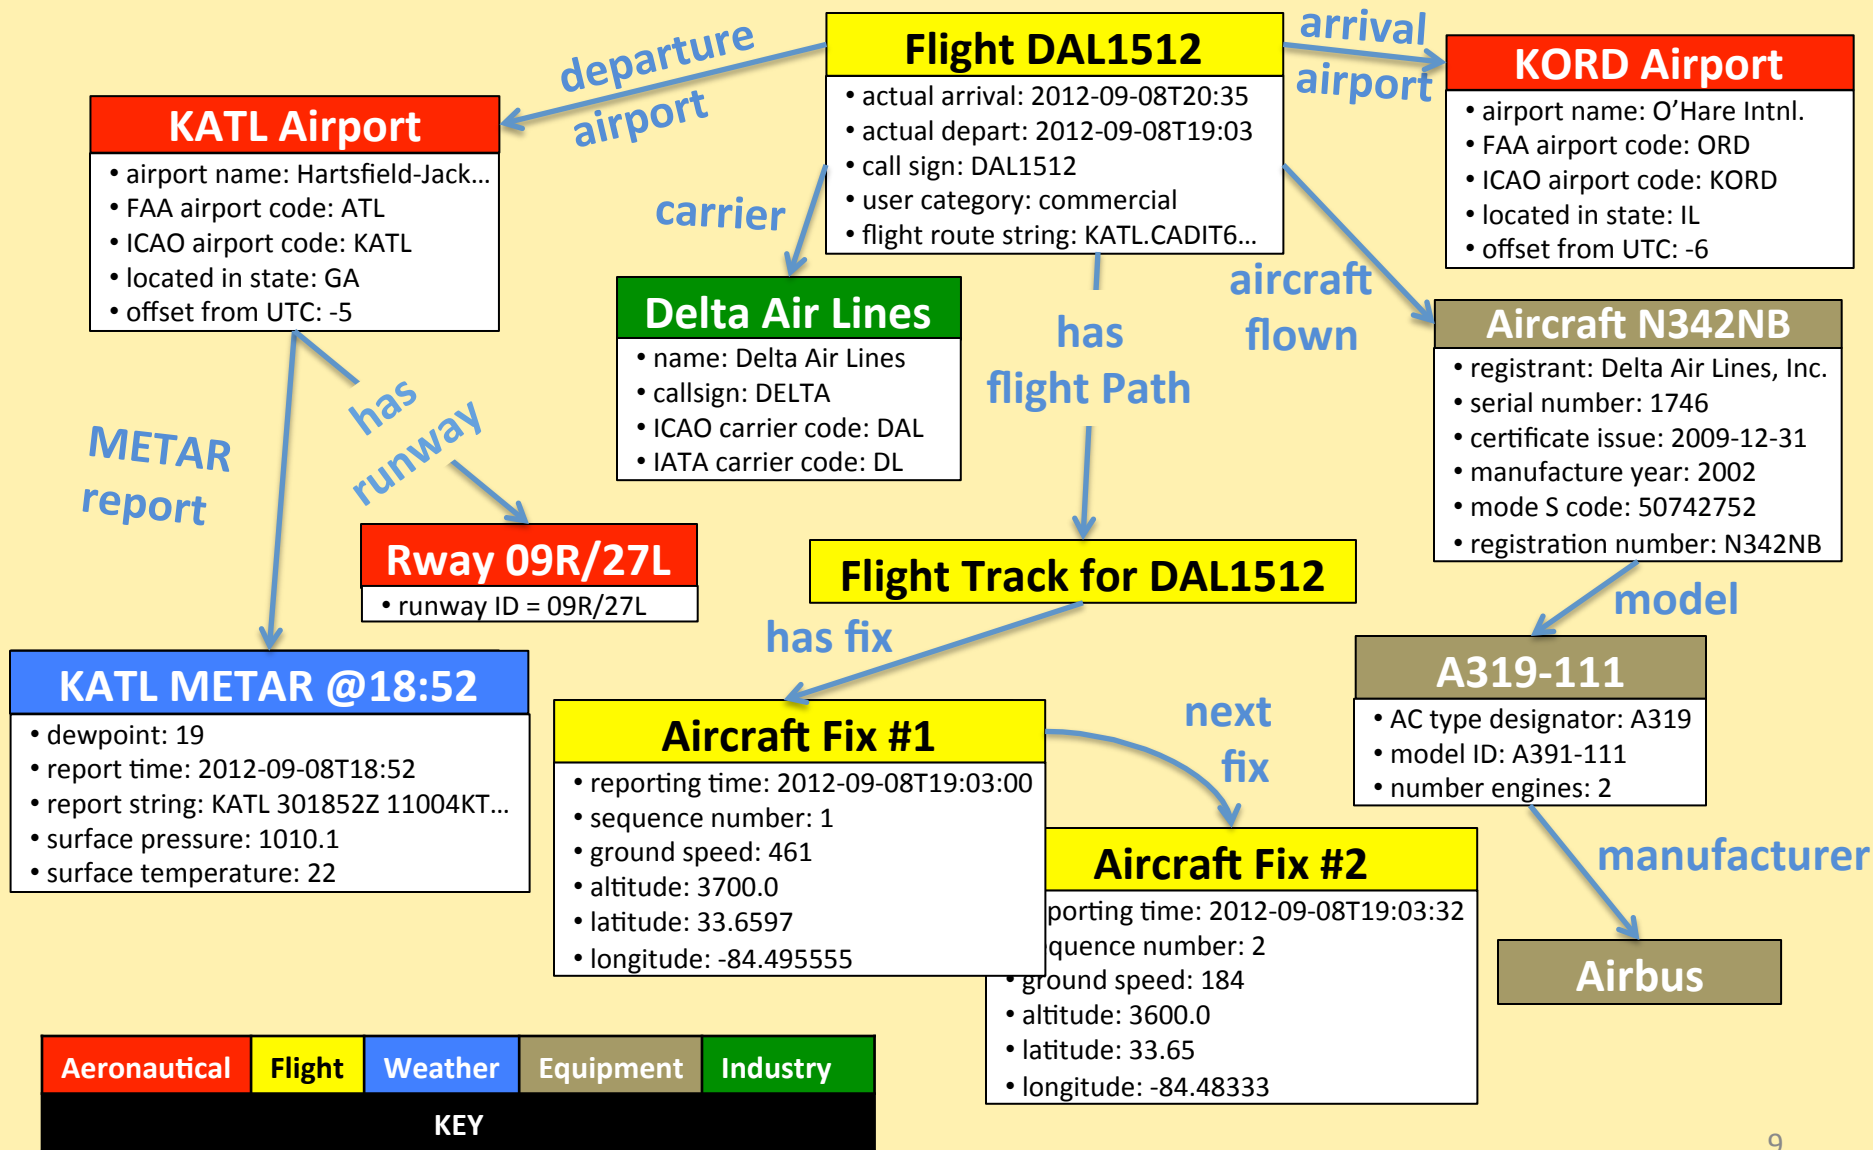 departure
airport
Flight DAL1512
• actual arrival: 2012-09-08T20:35
• actual depart: 2012-09-08T19:03
• call sign: DAL1512
• user category: commercial
• flight route string: KATL.CADIT6...
arrival
airport
KORD Airport
• airport name: O’Hare Intnl.
• FAA airport code: ORD
• ICAO airport code: KORD
• located in state: IL
• offset from UTC: -6
KATL Airport
• airport name: Hartsfield-Jack...
• FAA airport code: ATL
• ICAO airport code: KATL
• located in state: GA
• offset from UTC: -5
carrier
Delta Air Lines
• name: Delta Air Lines
• callsign: DELTA
• ICAO carrier code: DAL
• IATA carrier code: DL
has
flight Path
aircraft
flown
Aircraft N342NB
• registrant: Delta Air Lines, Inc.
• serial number: 1746
• certificate issue: 2009-12-31
• manufacture year: 2002
• mode S code: 50742752
• registration number: N342NB
METAR
report
has
runway
Rway 09R/27L
• runway ID = 09R/27L
Flight Track for DAL1512
model
has fix
KATL METAR @18:52
• dewpoint: 19
• report time: 2012-09-08T18:52
• report string: KATL 301852Z 11004KT...
• surface pressure: 1010.1
• surface temperature: 22
Aircraft Fix #1
• reporting time: 2012-09-08T19:03:00
• sequence number: 1
• ground speed: 461
• altitude: 3700.0
• latitude: 33.6597
• longitude: -84.495555
next
fix
A319-111
• AC type designator: A319
• model ID: A391-111
• number engines: 2
manufacturer
Aircraft Fix #2
porting time: 2012-09-08T19:03:32
equence number: 2
• ground speed: 184
• altitude: 3600.0
• latitude: 33.65
• longitude: -84.48333
Airbus
Aeronautical Flight Weather Equipment Industry
KEY
9